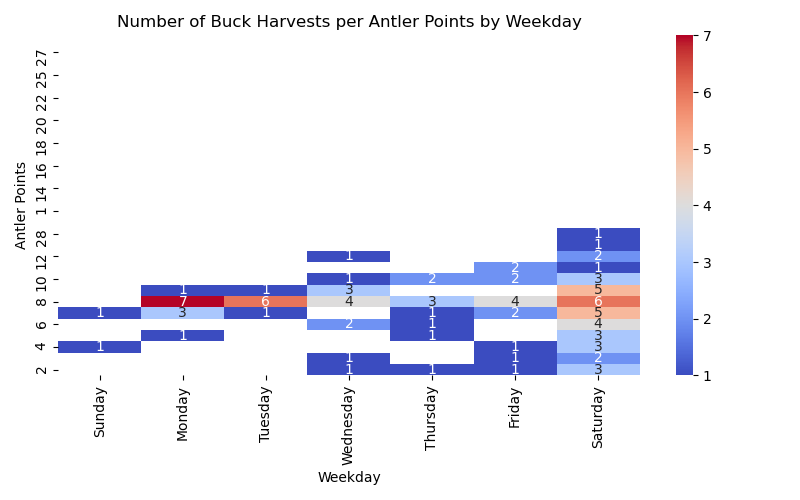 Number of Buck Harvests per Antler Points by Weekday
Antler Points
27
25
22
20
18
16
14
1
28
12
10
8
6
4
2
1
1
1 2
2 1
1 2 2 3
1 1 3 5
7 6 4 3 4 6
1 3 1 1 2 5
2 1 4
1 1 3
1 1 3
1 1 2
1 1 1 3
Sunday Monday Tuesday Wednesday Thursday Friday Saturday
Weekday
7
6
5
4
3
2
1